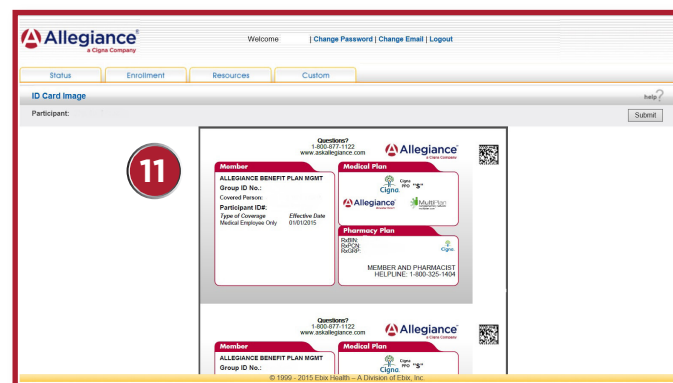 Allegiance®
a Cigna Company
Welcome | Change Password | Change Email | Logout
Status Enrollment Resources Custom
ID Card Image
help?
Participant:
Submit
11
Questions?
1-800-877-1122
www.askallegiance.com
Allegiance
a Cigna Company
Member
ALLEGIANCE BENEFIT PLAN MGMT
Group ID No.:
Covered Person:
Participant ID#:
Type of Coverage Effective Date
Medical Employee Only 01/01/2015
Medical Plan
Cigna.
Cigna
PPO "S"
Allegiance
MultiPlan
Pharmacy Plan
RxBIN:
RxPCN:
RxGRP:
Cigna.
MEMBER AND PHARMACIST
HELPLINE: 1-800-325-1404
Questions?
1-800-877-1122
www.askallegiance.com
Allegiance
a Cigna Company
Member
ALLEGIANCE BENEFIT PLAN MGMT
Group ID No.:
Medical Plan
Cigna.
Cigna
PPO "S"
© 1999 - 2015 Ebix Health – A Division of Ebix, Inc.